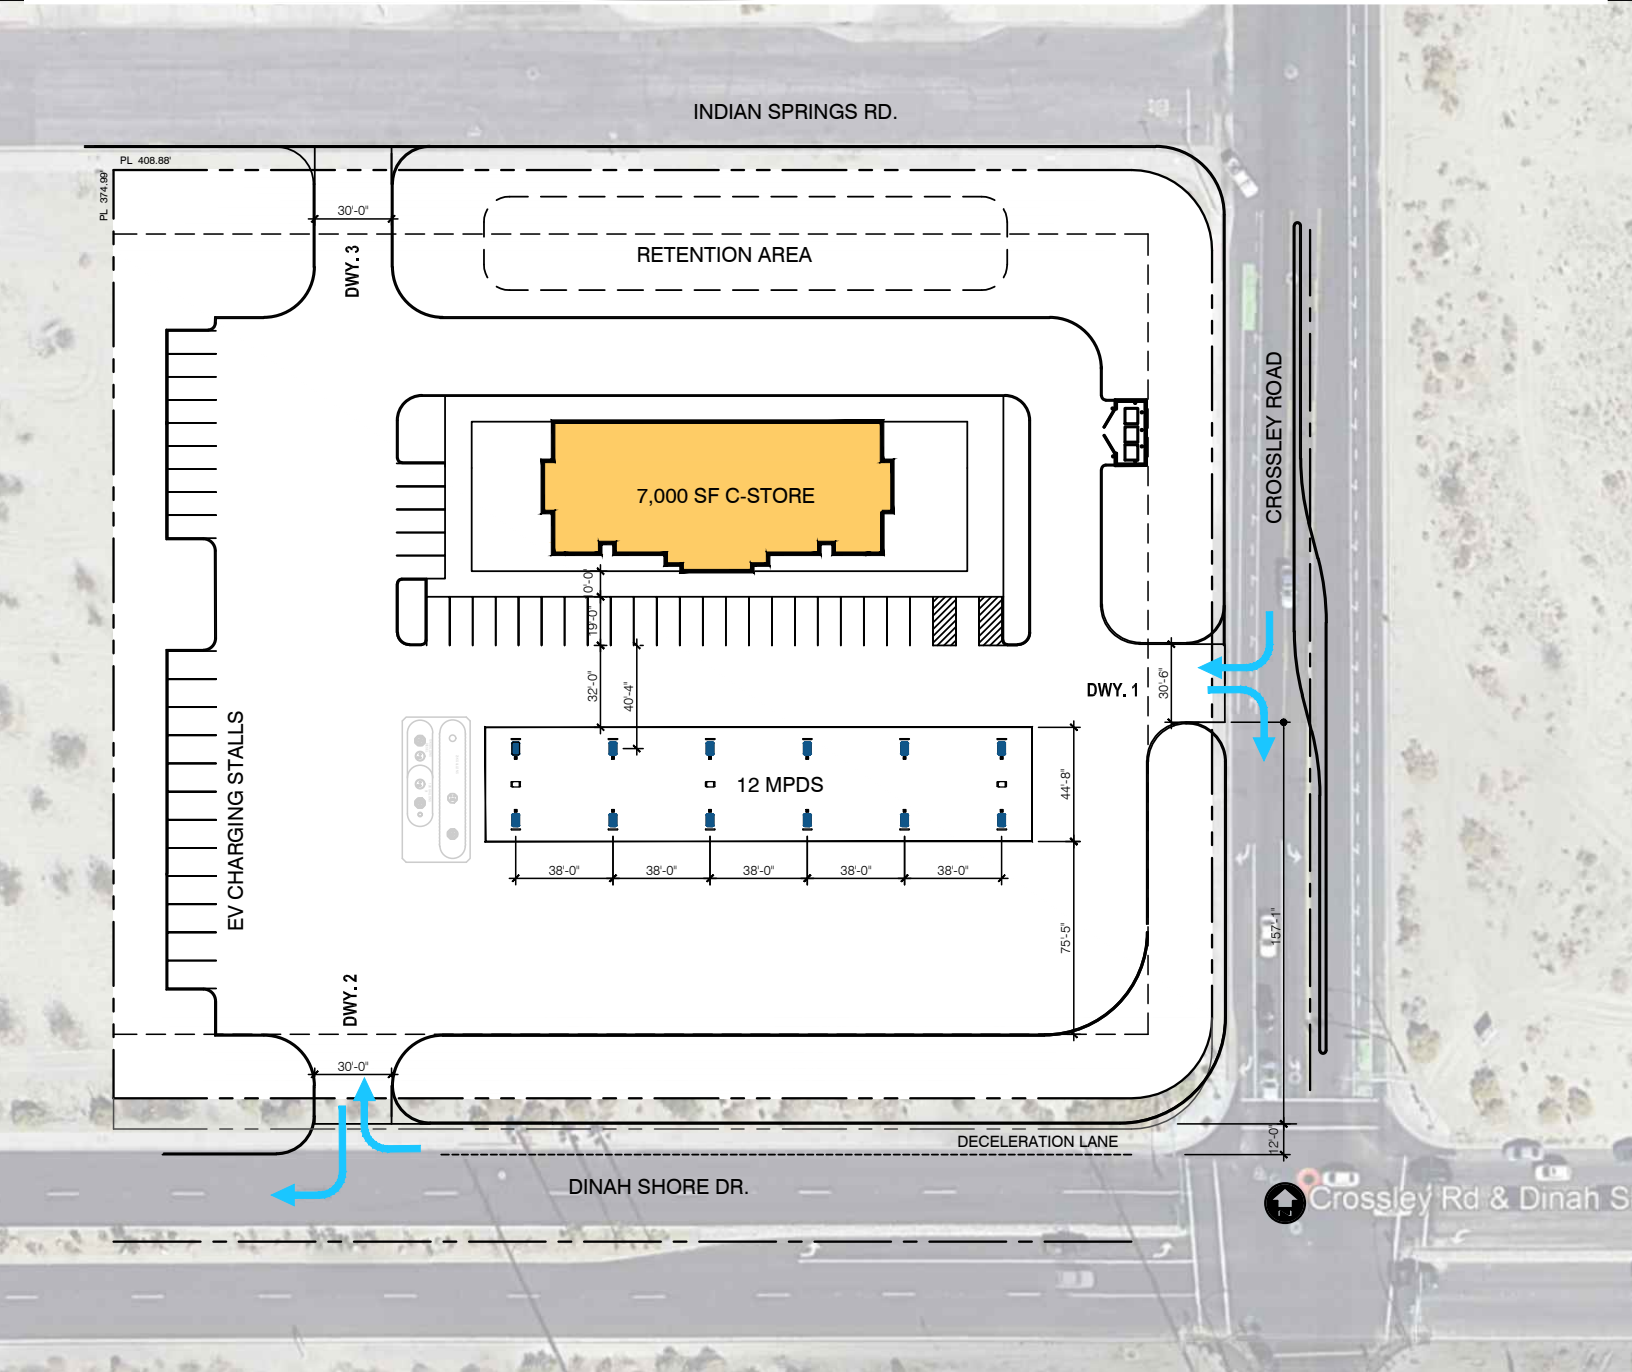 INDIAN SPRINGS RD.
PL 408.88'
PL 374.99'
30'-0"
DWY. 3
RETENTION AREA
CROSSLEY ROAD
7,000 SF C-STORE
10'-0"
19'-0"
32'-0"
40'-4"
DWY. 1
30'-6"
EV CHARGING STALLS
12 MPDS
44'-8"
38'-0"
38'-0"
38'-0"
38'-0"
38'-0"
75'-5"
157'-1"
DWY. 2
30'-0"
DECELERATION LANE
12'-0"
DINAH SHORE DR.
Crossley Rd & Dinah S